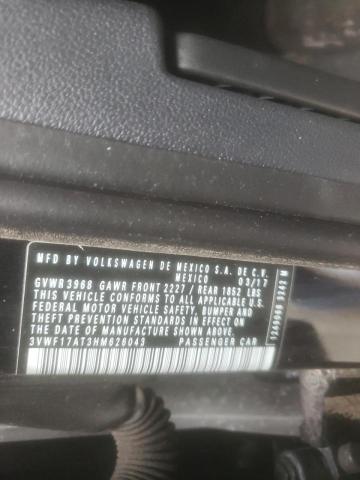 MFD BY VOLKSWAGEN DE MEXICO S.A. DE C.V.
MEXICO 03/17
GVWR 3968 GAWR FRONT 2227 / REAR 1852 LBS
THIS VEHICLE CONFORMS TO ALL APPLICABLE
FEDERAL MOTOR VEHICLE SAFETY, BUMPER AND
THEFT PREVENTION STANDARDS IN EFFECT ON THE
DATE OF MANUFACTURE SHOWN ABOVE.
3VWF17AT3HM626043 PASSENGER CAR